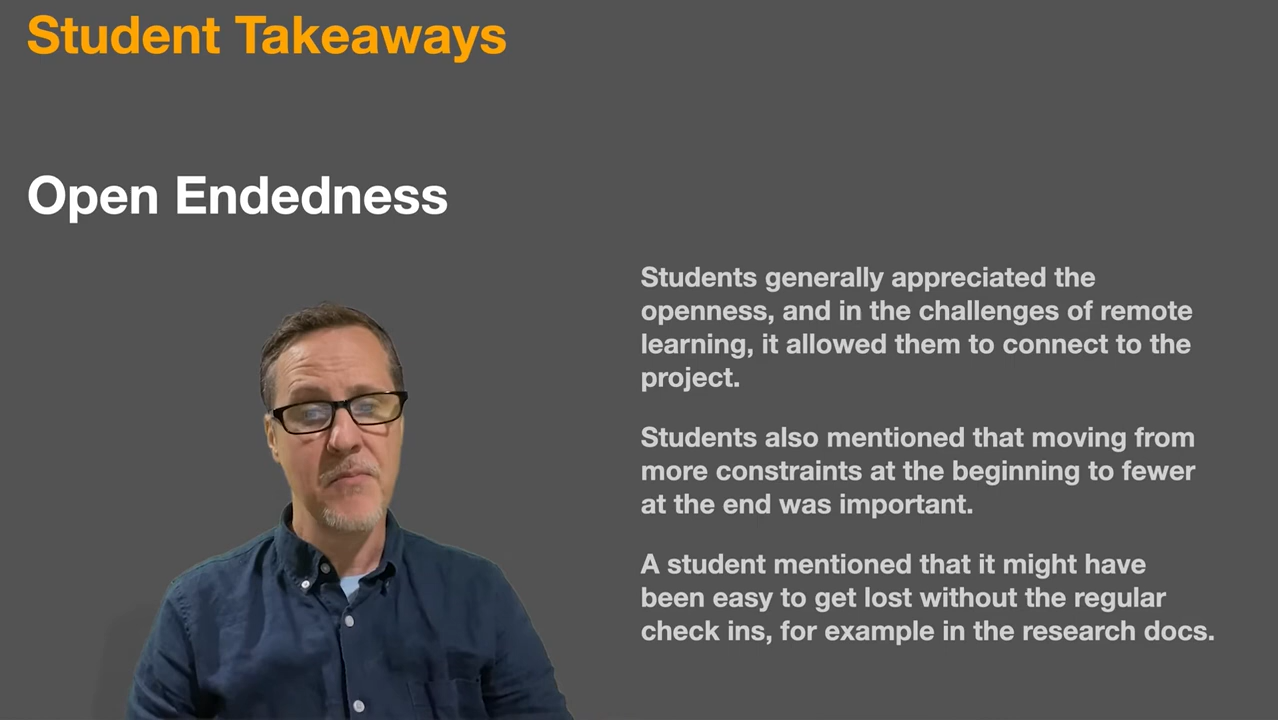 Student Takeaways
Open Endedness
Students generally appreciated the
openness, and in the challenges of remote
learning, it allowed them to connect to the
project.
Students also mentioned that moving from
more constraints at the beginning to fewer
at the end was important.
A student mentioned that it might have
been easy to get lost without the regular
check ins, for example in the research docs.